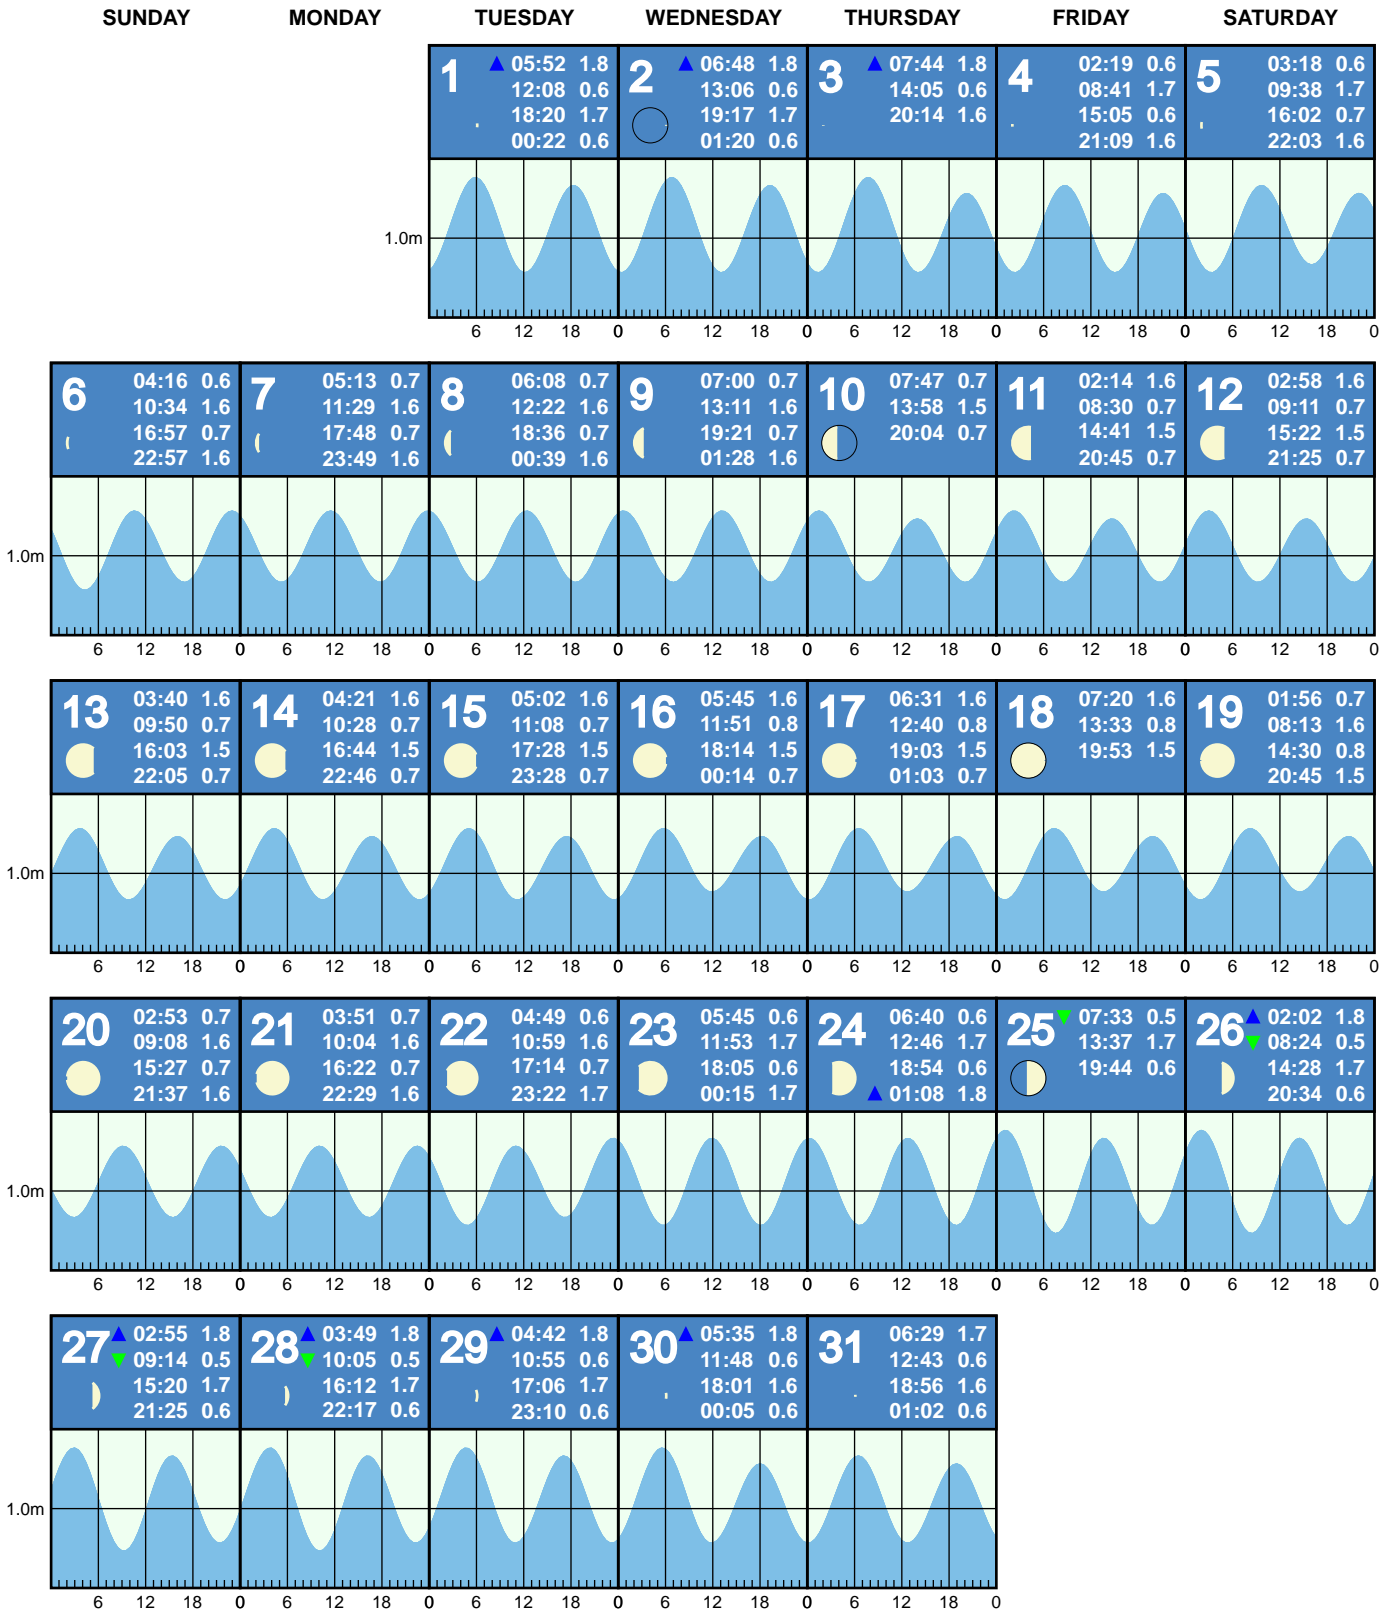 SUNDAY MONDAY TUESDAY WEDNESDAY THURSDAY FRIDAY SATURDAY
1 05:52 1.8
12:08 0.6
18:20 1.7
00:22 0.6
2 06:48 1.8
13:06 0.6
19:17 1.7
01:20 0.6
3 07:44 1.8
14:05 0.6
20:14 1.6
4 02:19 0.6
08:41 1.7
15:05 0.6
21:09 1.6
5 03:18 0.6
09:38 1.7
16:02 0.7
22:03 1.6
1.0m
6 12 18 0 6 12 18 0 6 12 18 0 6 12 18 0 6 12 18 0
6 04:16 0.6
10:34 1.6
16:57 0.7
22:57 1.6
7 05:13 0.7
11:29 1.6
17:48 0.7
23:49 1.6
8 06:08 0.7
12:22 1.6
18:36 0.7
00:39 1.6
9 07:00 0.7
13:11 1.6
19:21 0.7
01:28 1.6
10 07:47 0.7
13:58 1.5
20:04 0.7
11 02:14 1.6
08:30 0.7
14:41 1.5
20:45 0.7
12 02:58 1.6
09:11 0.7
15:22 1.5
21:25 0.7
1.0m
6 12 18 0 6 12 18 0 6 12 18 0 6 12 18 0 6 12 18 0 6 12 18 0 6 12 18 0
13 03:40 1.6
09:50 0.7
16:03 1.5
22:05 0.7
14 04:21 1.6
10:28 0.7
16:44 1.5
22:46 0.7
15 05:02 1.6
11:08 0.7
17:28 1.5
23:28 0.7
16 05:45 1.6
11:51 0.8
18:14 1.5
00:14 0.7
17 06:31 1.6
12:40 0.8
19:03 1.5
01:03 0.7
18 07:20 1.6
13:33 0.8
19:53 1.5
19 01:56 0.7
08:13 1.6
14:30 0.8
20:45 1.5
1.0m
6 12 18 0 6 12 18 0 6 12 18 0 6 12 18 0 6 12 18 0 6 12 18 0 6 12 18 0
20 02:53 0.7
09:08 1.6
15:27 0.7
21:37 1.6
21 03:51 0.7
10:04 1.6
16:22 0.7
22:29 1.6
22 04:49 0.6
10:59 1.6
17:14 0.7
23:22 1.7
23 05:45 0.6
11:53 1.7
18:05 0.6
00:15 1.7
24 06:40 0.6
12:46 1.7
18:54 0.6
01:08 1.8
25 07:33 0.5
13:37 1.7
19:44 0.6
26 02:02 1.8
08:24 0.5
14:28 1.7
20:34 0.6
1.0m
6 12 18 0 6 12 18 0 6 12 18 0 6 12 18 0 6 12 18 0 6 12 18 0 6 12 18 0
27 02:55 1.8
09:14 0.5
15:20 1.7
21:25 0.6
28 03:49 1.8
10:05 0.5
16:12 1.7
22:17 0.6
29 04:42 1.8
10:55 0.6
17:06 1.7
23:10 0.6
30 05:35 1.8
11:48 0.6
18:01 1.6
00:05 0.6
31 06:29 1.7
12:43 0.6
18:56 1.6
01:02 0.6
1.0m
6 12 18 0 6 12 18 0 6 12 18 0 6 12 18 0 6 12 18 0